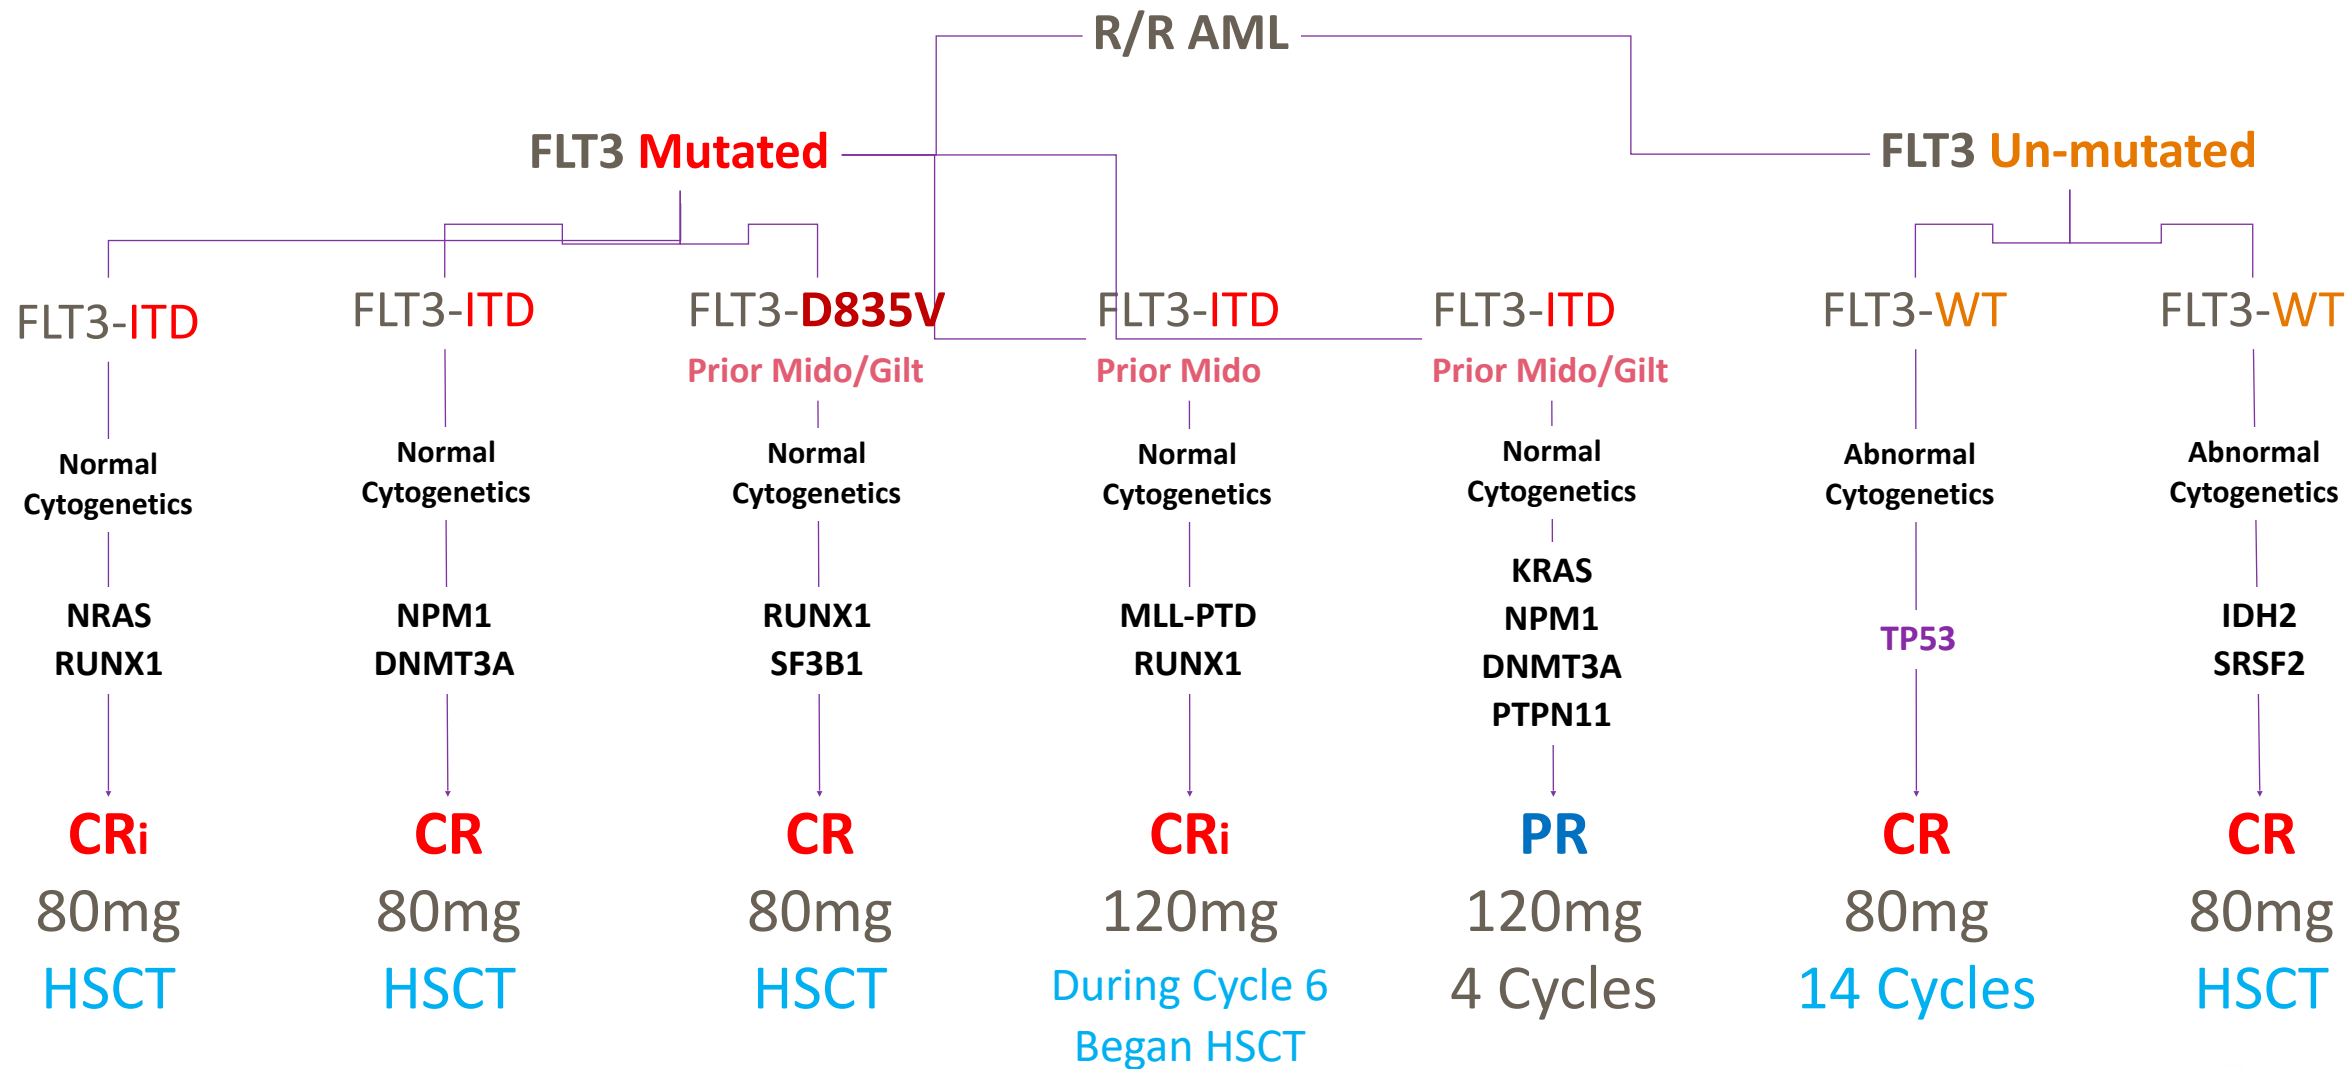 R/R AML
FLT3 Mutated
FLT3 Un-mutated
FLT3-ITD
Normal
Cytogenetics
NRAS
RUNX1
CRi
80mg
HSCT
FLT3-ITD
Normal
Cytogenetics
NPM1
DNMT3A
CR
80mg
HSCT
FLT3-D835V
Prior Mido/Gilt
Normal
Cytogenetics
RUNX1
SF3B1
CR
80mg
HSCT
FLT3-ITD
Prior Mido
Normal
Cytogenetics
MLL-PTD
RUNX1
CRi
120mg
During Cycle 6
Began HSCT
FLT3-ITD
Prior Mido/Gilt
Normal
Cytogenetics
KRAS
NPM1
DNMT3A
PTPN11
PR
120mg
4 Cycles
FLT3-WT
Abnormal
Cytogenetics
TP53
CR
80mg
14 Cycles
FLT3-WT
Abnormal
Cytogenetics
IDH2
SRSF2
CR
80mg
HSCT